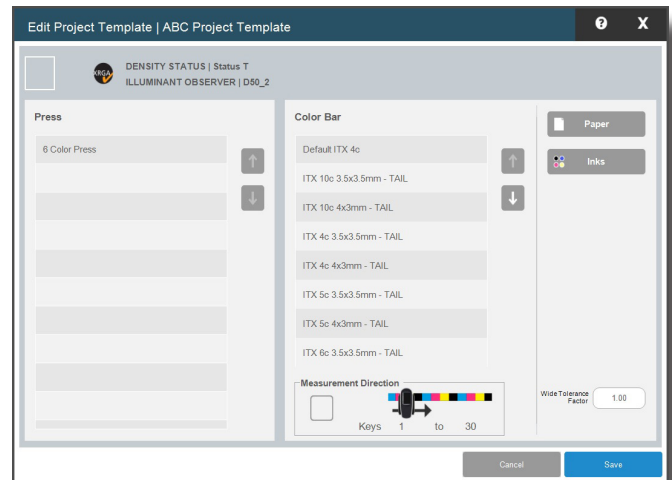 Edit Project Template | ABC Project Template
? X
XRGA
DENSITY STATUS | Status T
ILLUMINANT OBSERVER | D50_2
Press
6 Color Press
Color Bar
Default ITX 4c
ITX 10c 3.5x3.5mm - TAIL
ITX 10c 4x3mm - TAIL
ITX 4c 3.5x3.5mm - TAIL
ITX 4c 4x3mm - TAIL
ITX 5c 3.5x3.5mm - TAIL
ITX 5c 4x3mm - TAIL
ITX 6c 3.5x3.5mm - TAIL
Measurement Direction
Keys 1 to 30
Paper
Inks
Wide Tolerance
Factor
1.00
Cancel
Save